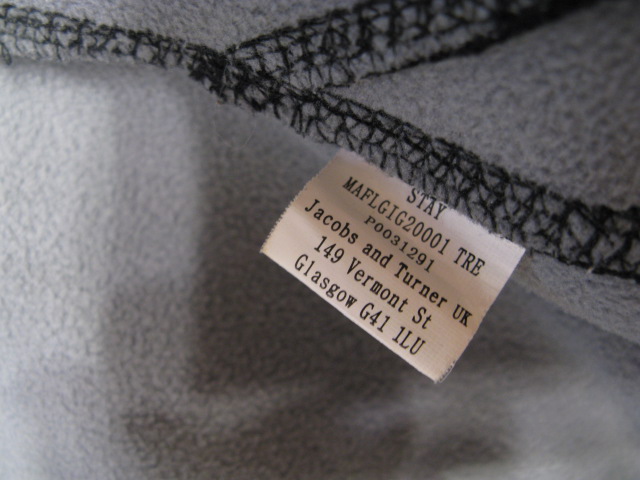 STAY
MAFLGIG20001 TRE
P0031291
Jacobs and Turner UK
149 Vermont St
Glasgow G41 1LU